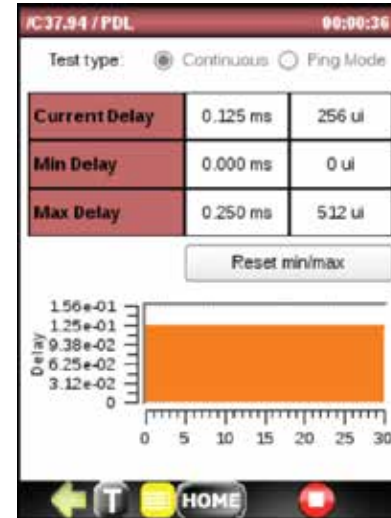 /C37.94 / PDL 00:00:36
Test type: Continuous Ping Mode
Current Delay 0.125 ms 256 ui
Min Delay 0.000 ms 0 ui
Max Delay 0.250 ms 512 ui
Reset min/max
1.56e-01
1.25e-01
9.38e-02
6.25e-02
3.12e-02
0
Delay
0 5 10 15 20 25 30
T HOME